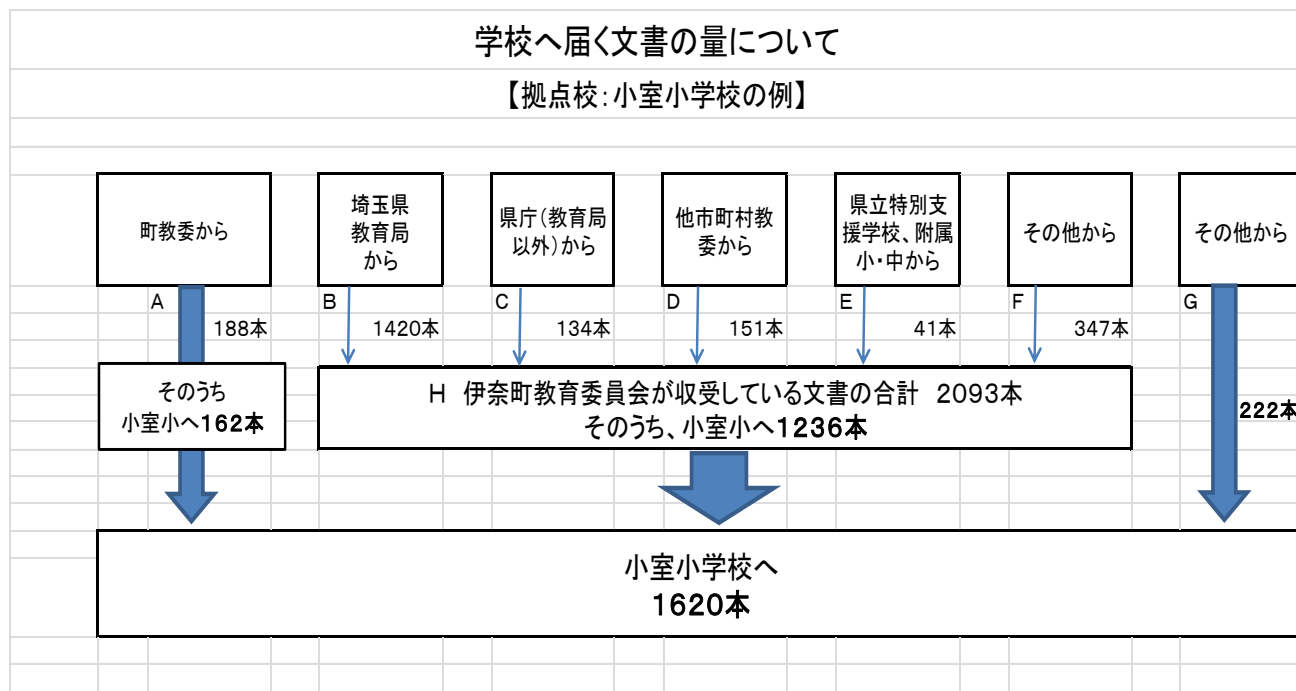 学校へ届く文書の量について
【拠点校：小室小学校の例】
町教委から
埼玉県
教育局
から
県庁（教育局
以外）から
他市町村教
委から
県立特別支
援学校、附属
小・中から
その他から
その他から
A
188本
B
1420本
C
134本
D
151本
E
41本
F
347本
G
そのうち
小室小へ162本
H 伊奈町教育委員会が収受している文書の合計 2093本
そのうち、小室小へ1236本
222本
小室小学校へ
1620本